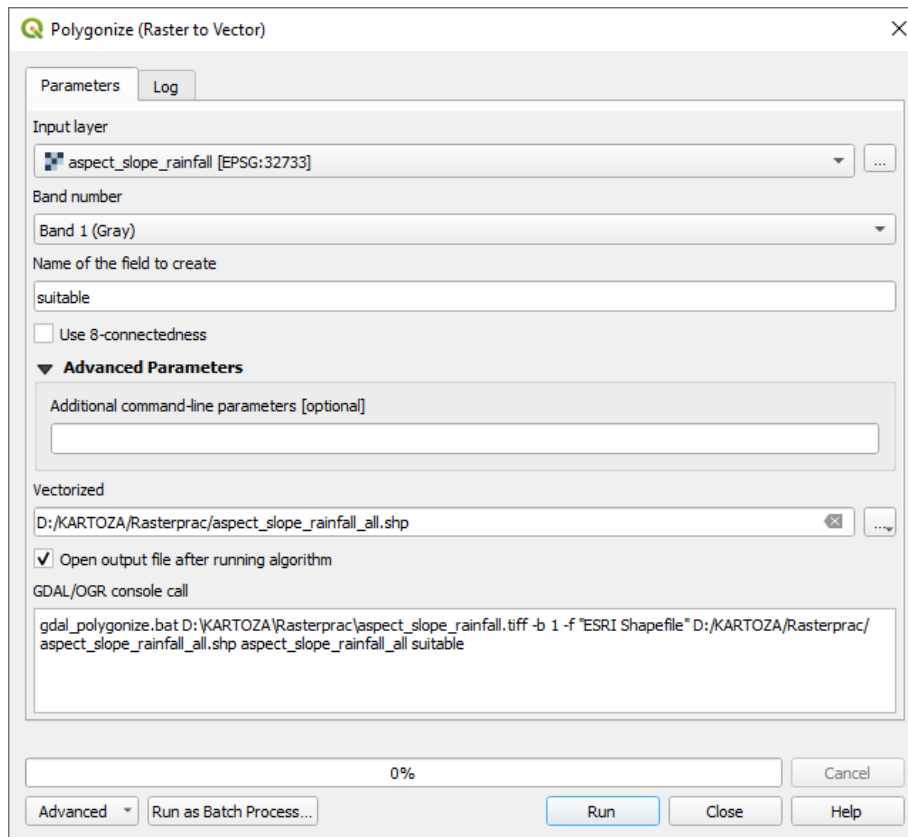 Polygonize (Raster to Vector)
Parameters
Log
Input layer
aspect_slope_rainfall [EPSG:32733]
...
Band number
Band 1 (Gray)
Name of the field to create
suitable
Use 8-connectedness
Advanced Parameters
Additional command-line parameters [optional]
Vectorized
D:/KARTOZA/Rasterprac/aspect_slope_rainfall_all.shp
...
Open output file after running algorithm
GDAL/OGR console call
gdal_polygonize.bat D:\KARTOZA\Rasterprac\aspect_slope_rainfall.tiff -b 1 -f "ESRI Shapefile" D:/KARTOZA/Rasterprac/
aspect_slope_rainfall_all.shp aspect_slope_rainfall_all suitable
0%
Cancel
Advanced
Run as Batch Process...
Run
Close
Help